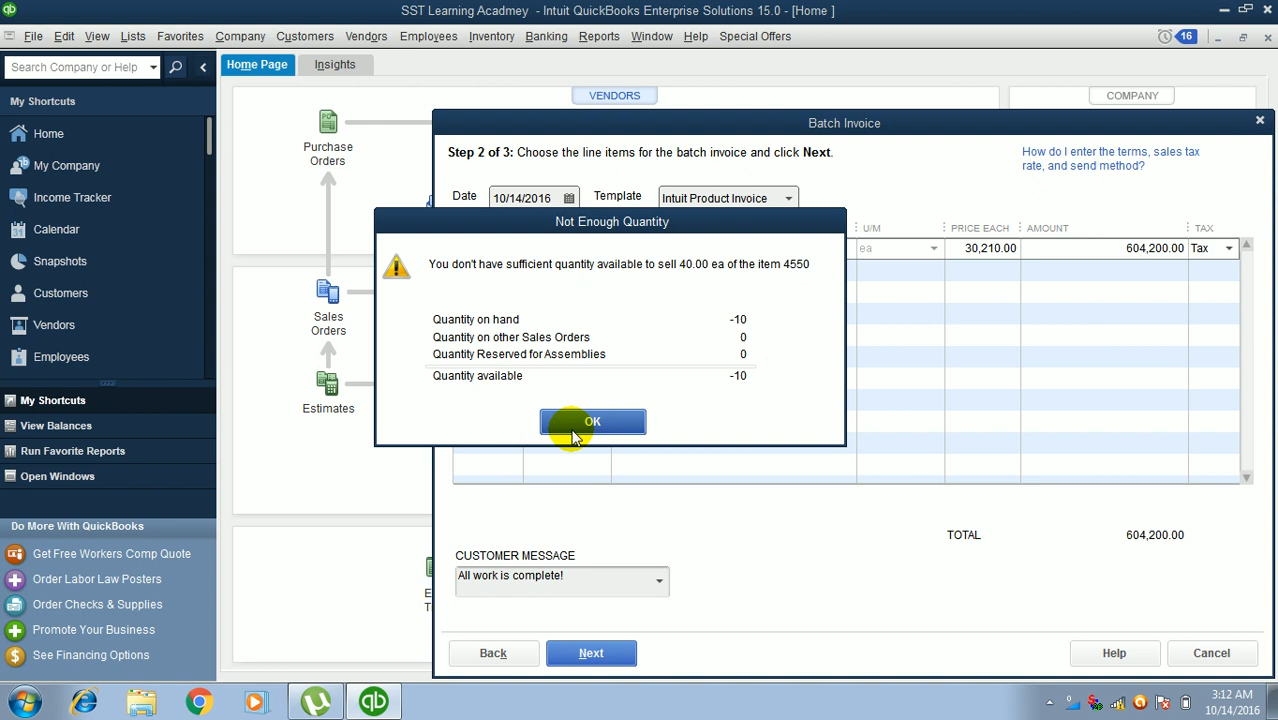 SST Learning Acadmey - Intuit QuickBooks Enterprise Solutions 15.0 - [Home ]
File Edit View Lists Favorites Company Customers Vendors Employees Inventory Banking Reports Window Help Special Offers
16
Search Company or Help
Home Page
Insights
My Shortcuts
Home
My Company
Income Tracker
Calendar
Snapshots
Customers
Vendors
Employees
My Shortcuts
View Balances
Run Favorite Reports
Open Windows
Do More With QuickBooks
Get Free Workers Comp Quote
Order Labor Law Posters
Order Checks & Supplies
Promote Your Business
See Financing Options
VENDORS
COMPANY
Purchase
Orders
Sales
Orders
Estimates
Batch Invoice
Step 2 of 3: Choose the line items for the batch invoice and click Next.
How do I enter the terms, sales tax
rate, and send method?
Date 10/14/2016 Template Intuit Product Invoice
U/M PRICE EACH AMOUNT TAX
ea 30,210.00 604,200.00 Tax
Not Enough Quantity
You don't have sufficient quantity available to sell 40.00 ea of the item 4550
Quantity on hand -10
Quantity on other Sales Orders 0
Quantity Reserved for Assemblies 0
Quantity available -10
OK
TOTAL 604,200.00
CUSTOMER MESSAGE
All work is complete!
E
T
Back
Next
Help
Cancel
3:12 AM
10/14/2016